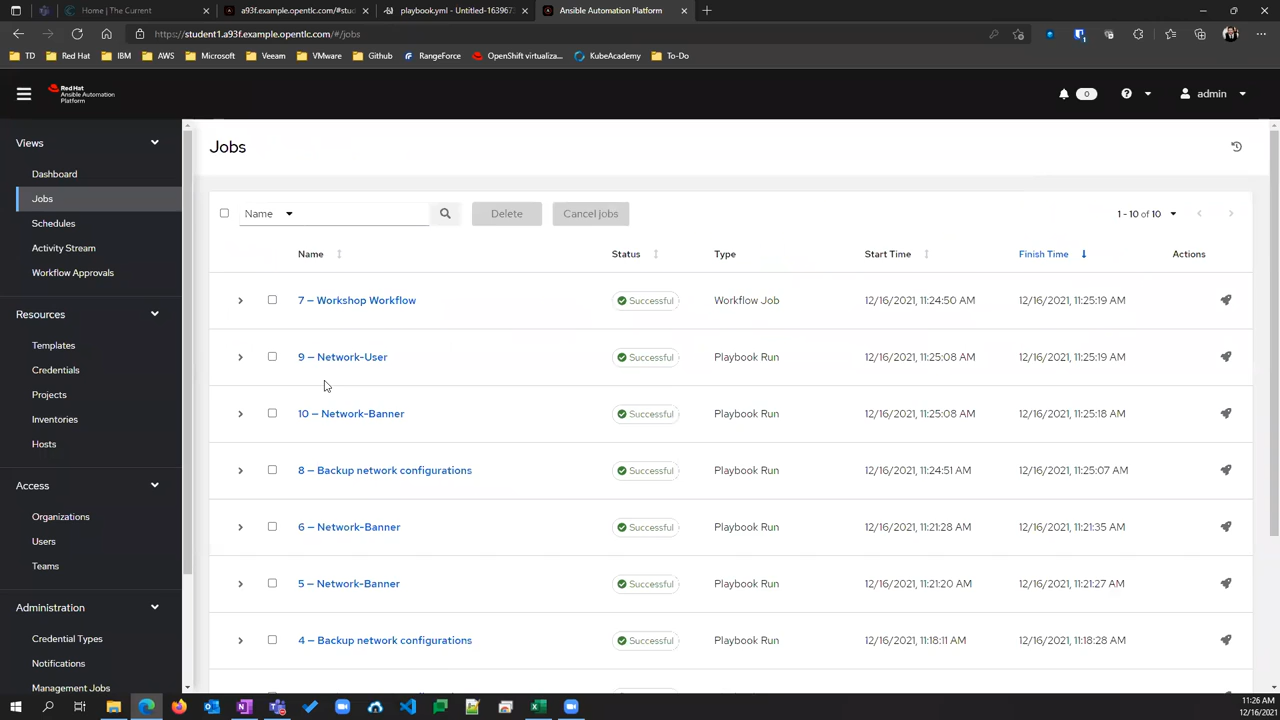 Home | The Current
a93f.example.opentlc.com/#/stu
playbook.yml - Untitled-163967
Ansible Automation Platform
https://student1.a93f.example.opentlc.com/#/jobs
TD
Red Hat
IBM
AWS
Microsoft
Veeam
VMware
Github
RangeForce
OpenShift virtualiza...
KubeAcademy
To-Do
Red Hat
Ansible Automation
Platform
0
admin
Views
Dashboard
Jobs
Schedules
Activity Stream
Workflow Approvals
Resources
Templates
Credentials
Projects
Inventories
Hosts
Access
Organizations
Users
Teams
Administration
Credential Types
Notifications
Management Jobs
Jobs
Name
Delete
Cancel jobs
1 - 10 of 10
Name Status Type Start Time Finish Time Actions
7 – Workshop Workflow Successful Workflow Job 12/16/2021, 11:24:50 AM 12/16/2021, 11:25:19 AM
9 – Network-User Successful Playbook Run 12/16/2021, 11:25:08 AM 12/16/2021, 11:25:19 AM
10 – Network-Banner Successful Playbook Run 12/16/2021, 11:25:08 AM 12/16/2021, 11:25:18 AM
8 – Backup network configurations Successful Playbook Run 12/16/2021, 11:24:51 AM 12/16/2021, 11:25:07 AM
6 – Network-Banner Successful Playbook Run 12/16/2021, 11:21:28 AM 12/16/2021, 11:21:35 AM
5 – Network-Banner Successful Playbook Run 12/16/2021, 11:21:20 AM 12/16/2021, 11:21:27 AM
4 – Backup network configurations Successful Playbook Run 12/16/2021, 11:18:11 AM 12/16/2021, 11:18:28 AM
11:26 AM
12/16/2021